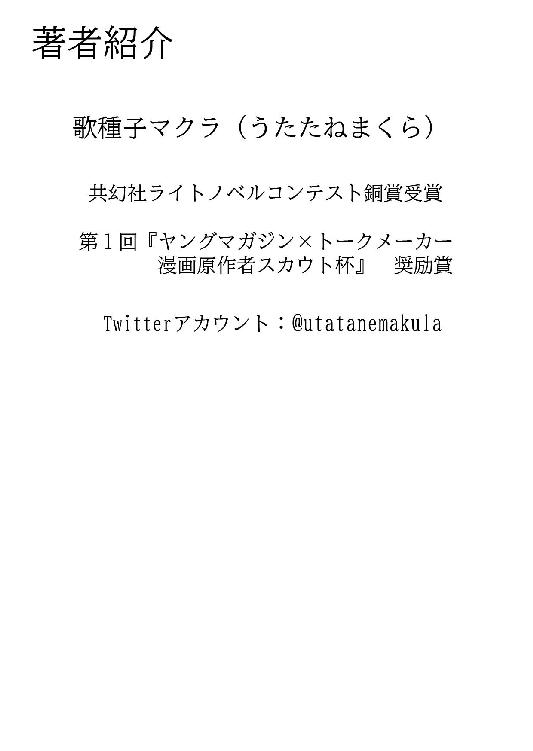 著者紹介
歌種子マクラ（うたたねまくら）
共幻社ライトノベルコンテスト銅賞受賞
第１回『ヤングマガジン×トークメーカー
漫画原作者スカウト杯』　奨励賞
Twitterアカウント：@utatanemakula